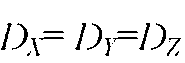 D_X = D_Y = D_Z